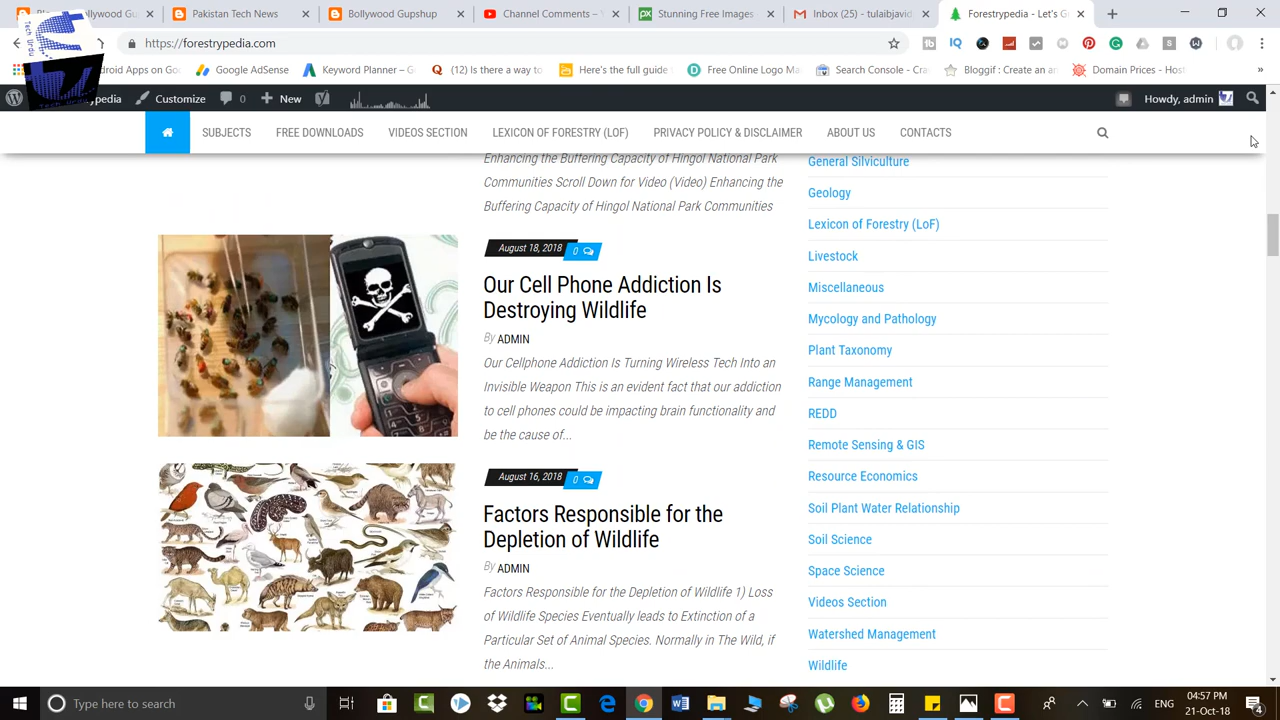 Pakistan Tech News
Bollywood Gupshup
Channel Comments -
Stunning Free Images
Inbox (25) - tulaldavid
Forestrypedia - Let's G
https://forestrypedia.com
Google AdSense
Keyword Planner – G
Is there a way to
Here's the full guide
Free Online Logo Ma
Search Console - Cra
Bloggif : Create an a
Domain Prices - Host
»
Customize
0
New
Howdy, admin
SUBJECTS
FREE DOWNLOADS
VIDEOS SECTION
LEXICON OF FORESTRY (LOF)
PRIVACY POLICY & DISCLAIMER
ABOUT US
CONTACTS
Enhancing the Buffering Capacity of Hingol National Park
Communities Scroll Down for Video (Video) Enhancing the
Buffering Capacity of Hingol National Park Communities
August 18, 2018
0
Our Cell Phone Addiction Is
Destroying Wildlife
By ADMIN
Our Cellphone Addiction Is Turning Wireless Tech Into an
Invisible Weapon This is an evident fact that our addiction
to cell phones could be impacting brain functionality and
be the cause of...
August 16, 2018
0
Factors Responsible for the
Depletion of Wildlife
By ADMIN
Factors Responsible for the Depletion of Wildlife 1) Loss
of Wildlife Species Eventually leads to Extinction of a
Particular Set of Animal Species. Normally in The Wild, if
the Animals...
General Silviculture
Geology
Lexicon of Forestry (LoF)
Livestock
Miscellaneous
Mycology and Pathology
Plant Taxonomy
Range Management
REDD
Remote Sensing & GIS
Resource Economics
Soil Plant Water Relationship
Soil Science
Space Science
Videos Section
Watershed Management
Wildlife
Type here to search
ENG
04:57 PM
21-Oct-18